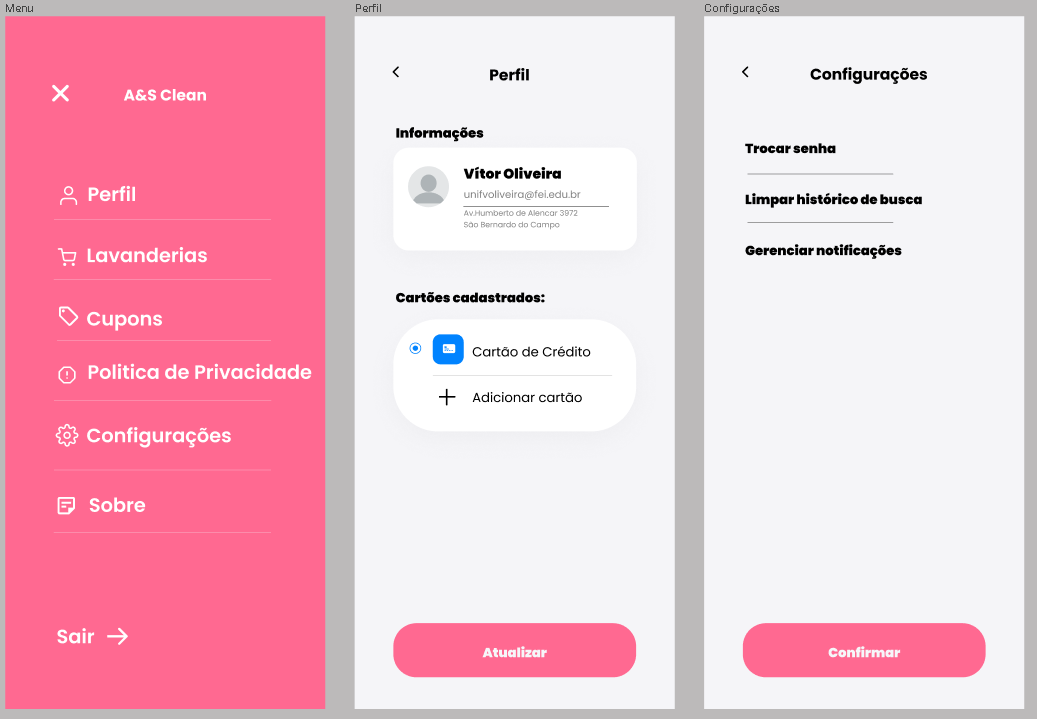 Menu
A&S Clean
Perfil
Lavanderias
Cupons
Politica de Privacidade
Configurações
Sobre
Sair
Perfil
Perfil
Informações
Vítor Oliveira
unifvoliveira@fei.edu.br
Av.Humberto de Alencar 3972
São Bernardo do Campo
Cartões cadastrados:
Cartão de Crédito
Adicionar cartão
Atualizar
Configurações
Configurações
Trocar senha
Limpar histórico de busca
Gerenciar notificações
Confirmar